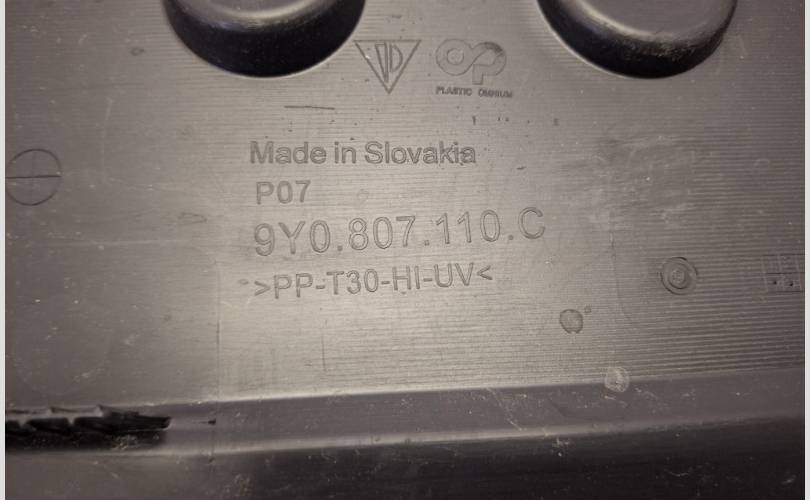 PLASTIC OMNIUM
Made in Slovakia
P07
9Y0.807.110.C
>PP-T30-HI-UV<